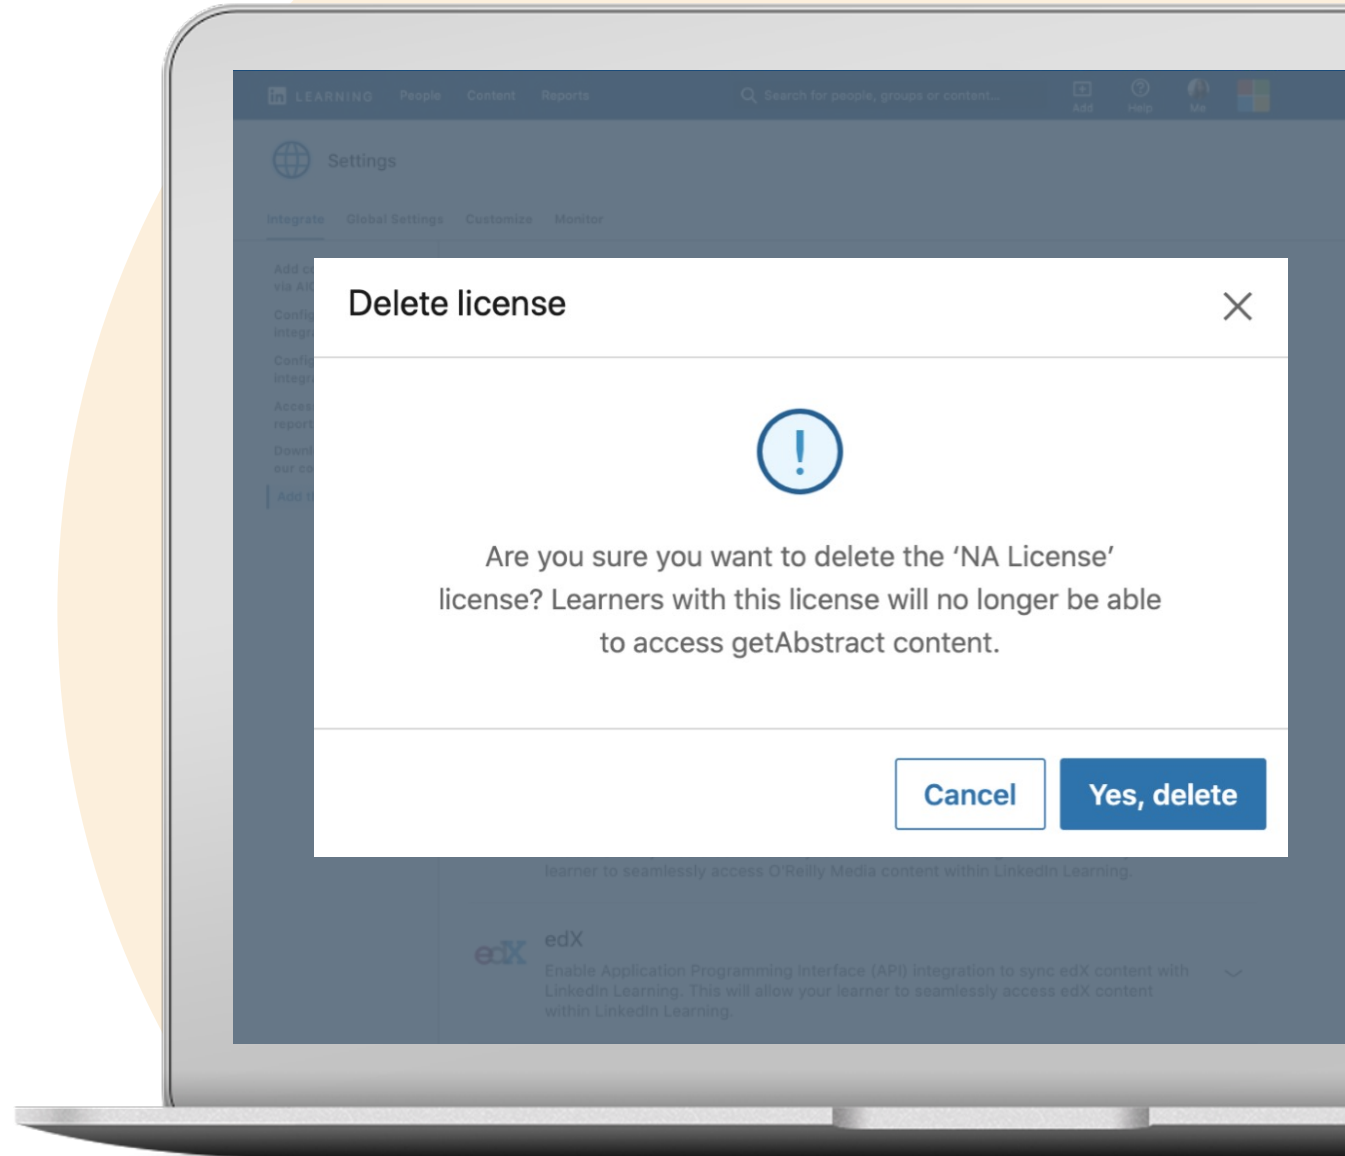 in LEARNING People Content Reports Search for people, groups or content... Add Help Me
Settings
Integrate Global Settings Customize Monitor
Add
via
Delete license
Are you sure you want to delete the ‘NA License’
license? Learners with this license will no longer be able
to access getAbstract content.
Cancel Yes, delete
learner to seamlessly access O'Reilly Media content within LinkedIn Learning.
edX
edX
Enable Application Programming Interface (API) integration to sync edX content with
LinkedIn Learning. This will allow your learner to seamlessly access edX content
within LinkedIn Learning.